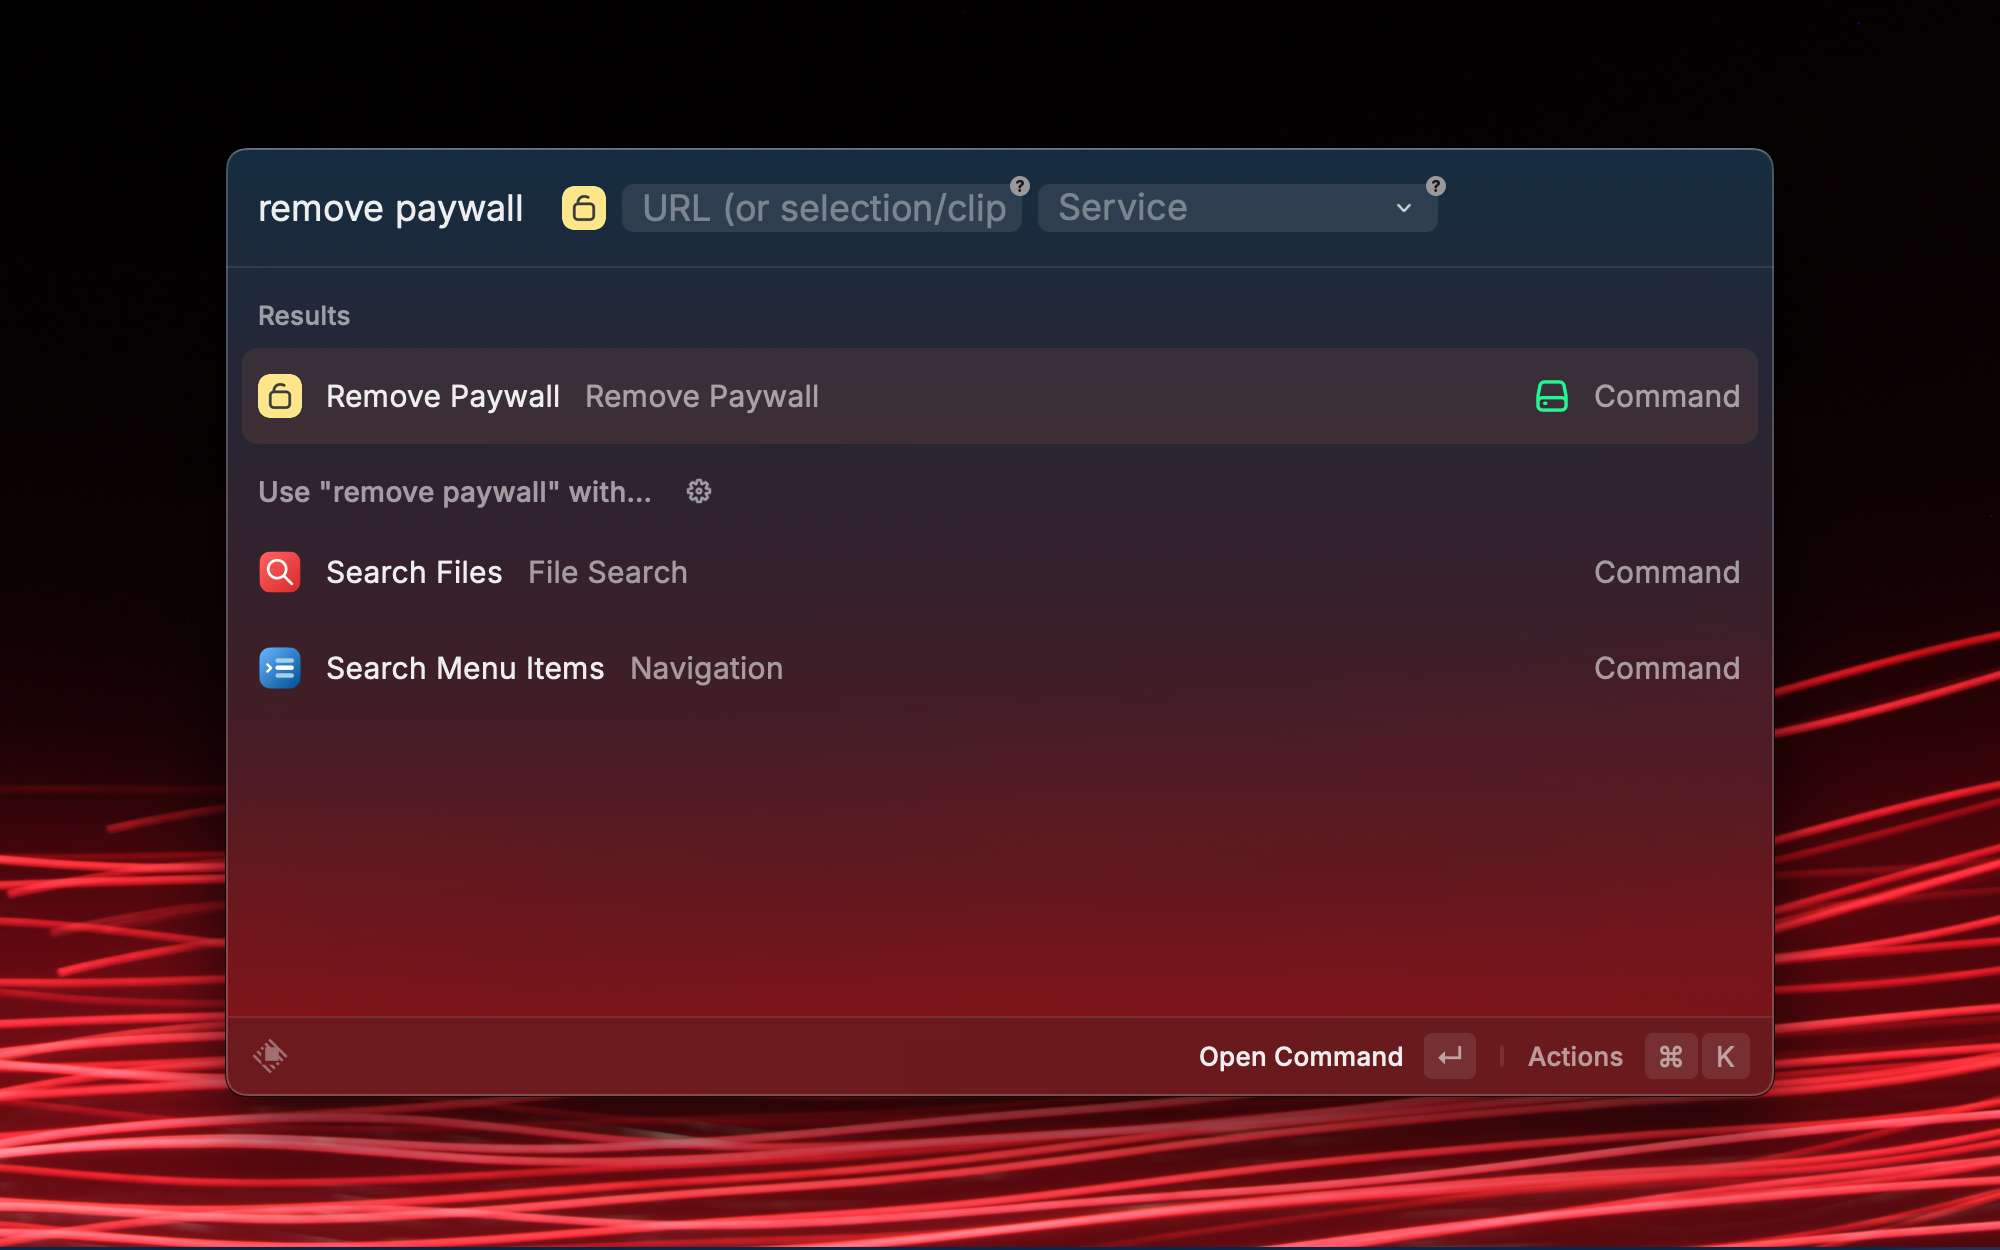 remove paywall URL (or selection/clip ? Service ?
Results
Remove Paywall Remove Paywall Command
Use "remove paywall" with...
Search Files File Search Command
Search Menu Items Navigation Command
Open Command ↵ Actions ⌘ K